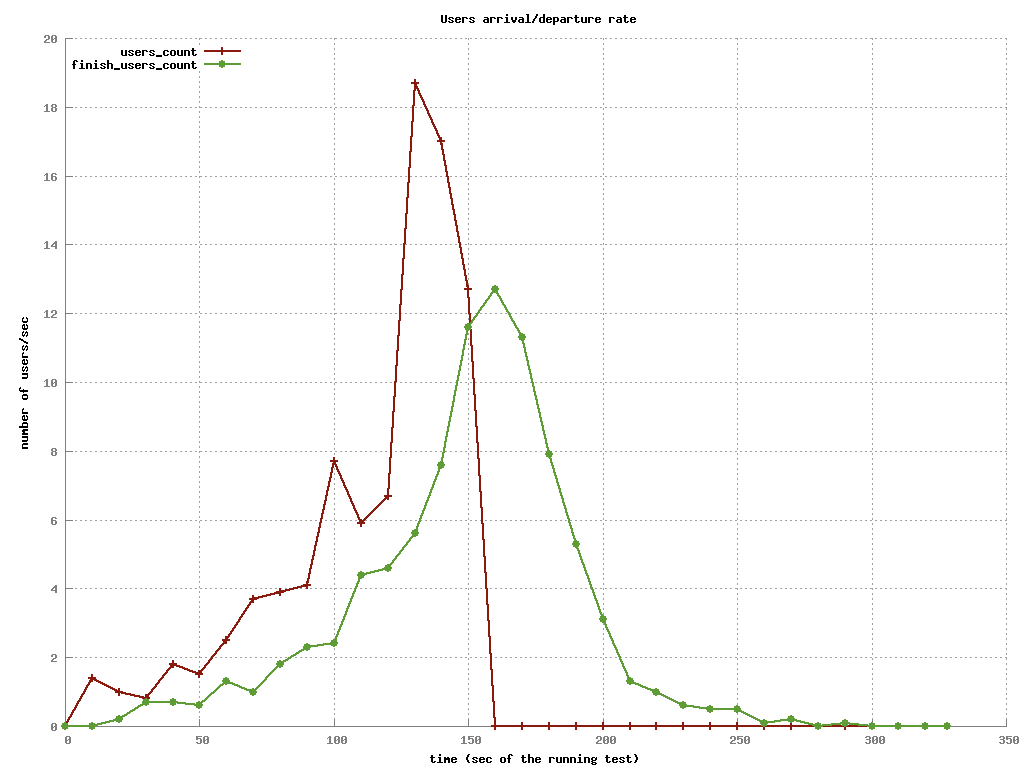 Users arrival/departure rate
users_count
finish_users_count
number of users/sec
20
18
16
14
12
10
8
6
4
2
0
0 50 100 150 200 250 300 350
time (sec of the running test)